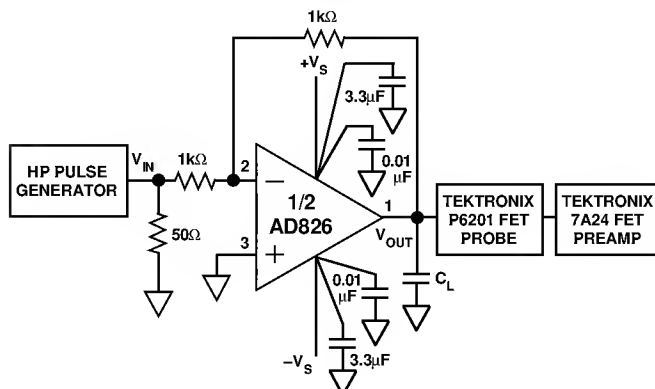 1kΩ
+VS
3.3µF
HP PULSE
GENERATOR
VIN
1kΩ
2
0.01
µF
1/2
AD826
1
VOUT
TEKTRONIX
P6201 FET
PROBE
TEKTRONIX
7A24 FET
PREAMP
50Ω
3
CL
0.01
µF
3.3µF
–VS